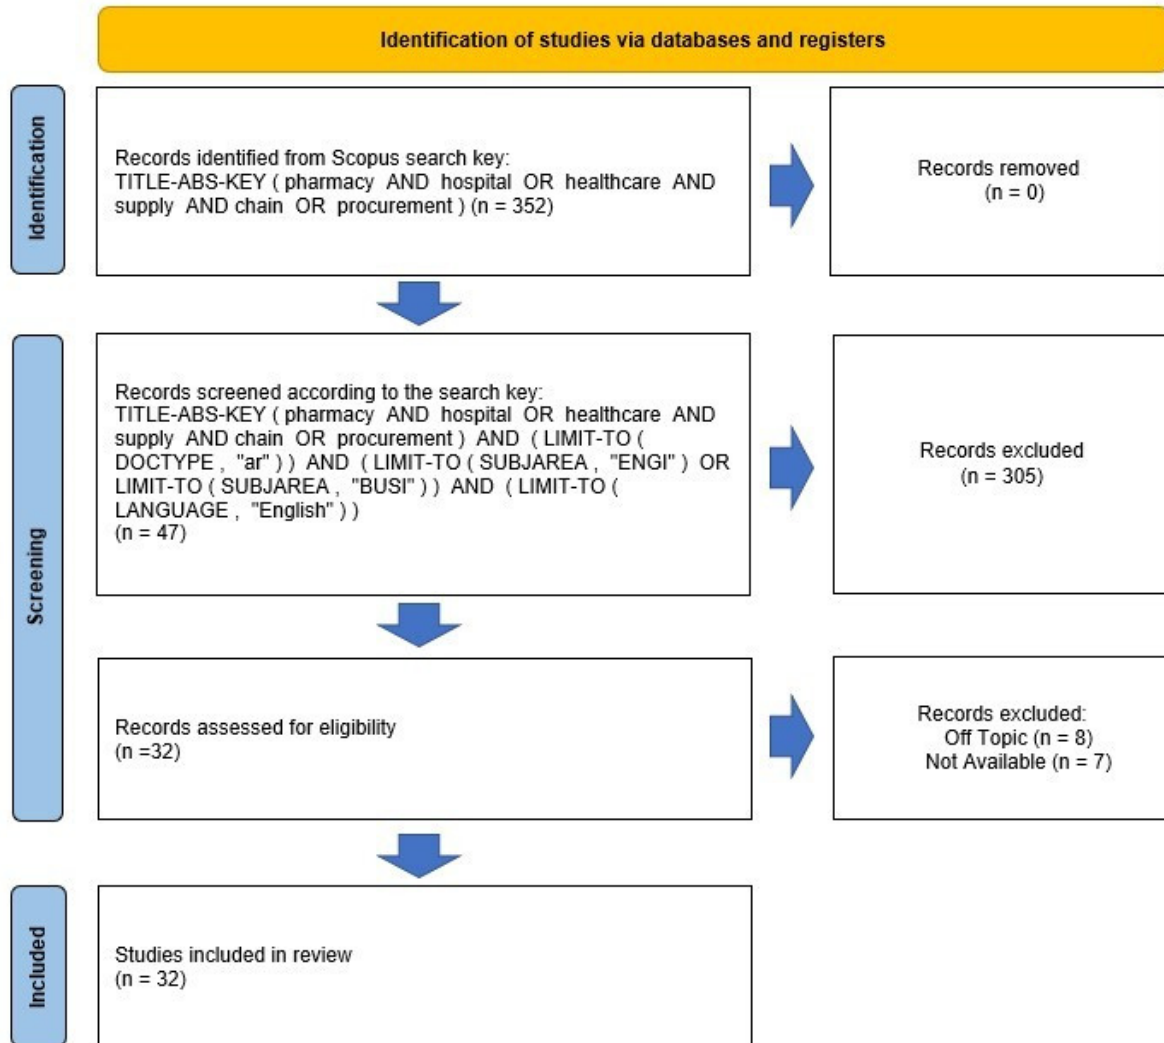 Identification of studies via databases and registers
Identification
Records identified from Scopus search key:
TITLE-ABS-KEY ( pharmacy AND hospital OR healthcare AND
supply AND chain OR procurement ) (n = 352)
Records removed
(n = 0)
Screening
Records screened according to the search key:
TITLE-ABS-KEY ( pharmacy AND hospital OR healthcare AND
supply AND chain OR procurement ) AND ( LIMIT-TO (
DOCTYPE , "ar" ) ) AND ( LIMIT-TO ( SUBJAREA , "ENGI" ) OR
LIMIT-TO ( SUBJAREA , "BUSI" ) ) AND ( LIMIT-TO (
LANGUAGE , "English" ) )
(n = 47)
Records excluded
(n = 305)
Records assessed for eligibility
(n =32)
Records excluded:
Off Topic (n = 8)
Not Available (n = 7)
Included
Studies included in review
(n = 32)